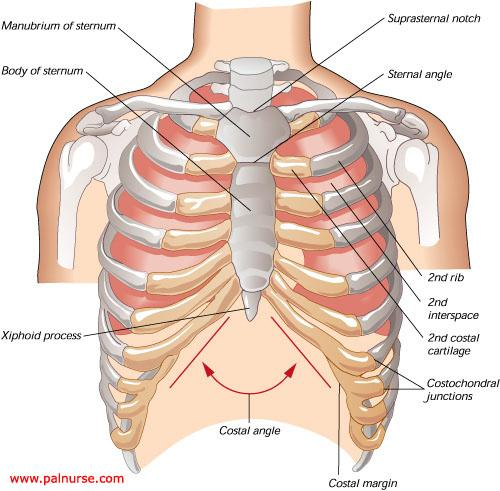 Manubrium of sternum
Suprasternal notch
Body of sternum
Sternal angle
2nd rib
2nd
interspace
Xiphoid process
2nd costal
cartilage
Costochondral
junctions
Costal angle
www.palnurse.com
Costal margin